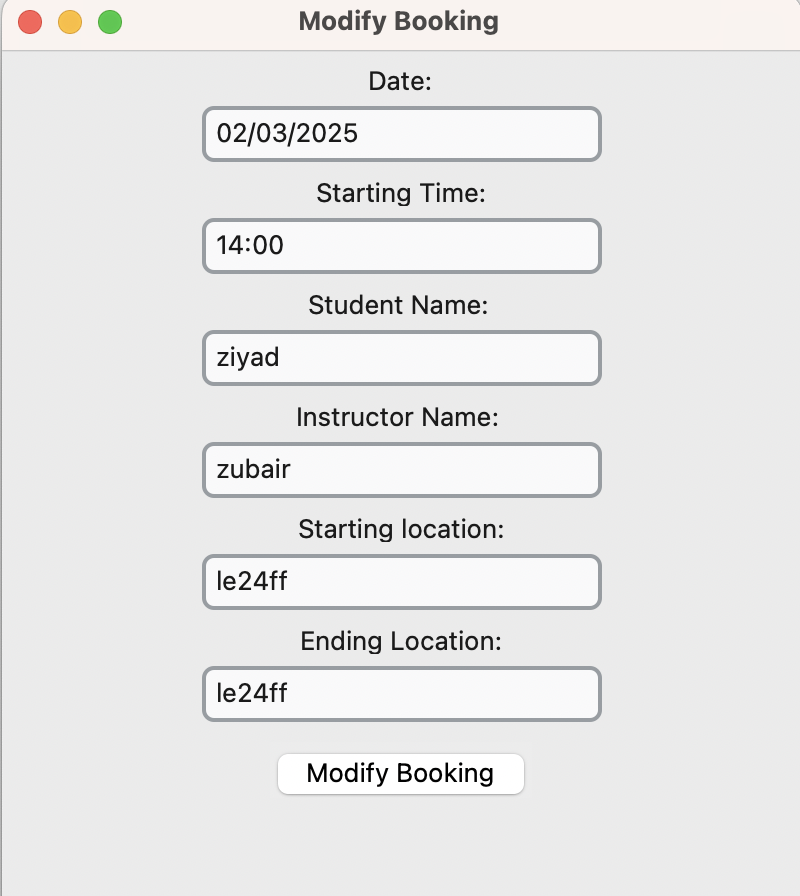 Modify Booking
Date:
02/03/2025
Starting Time:
14:00
Student Name:
ziyad
Instructor Name:
zubair
Starting location:
le24ff
Ending Location:
le24ff
Modify Booking